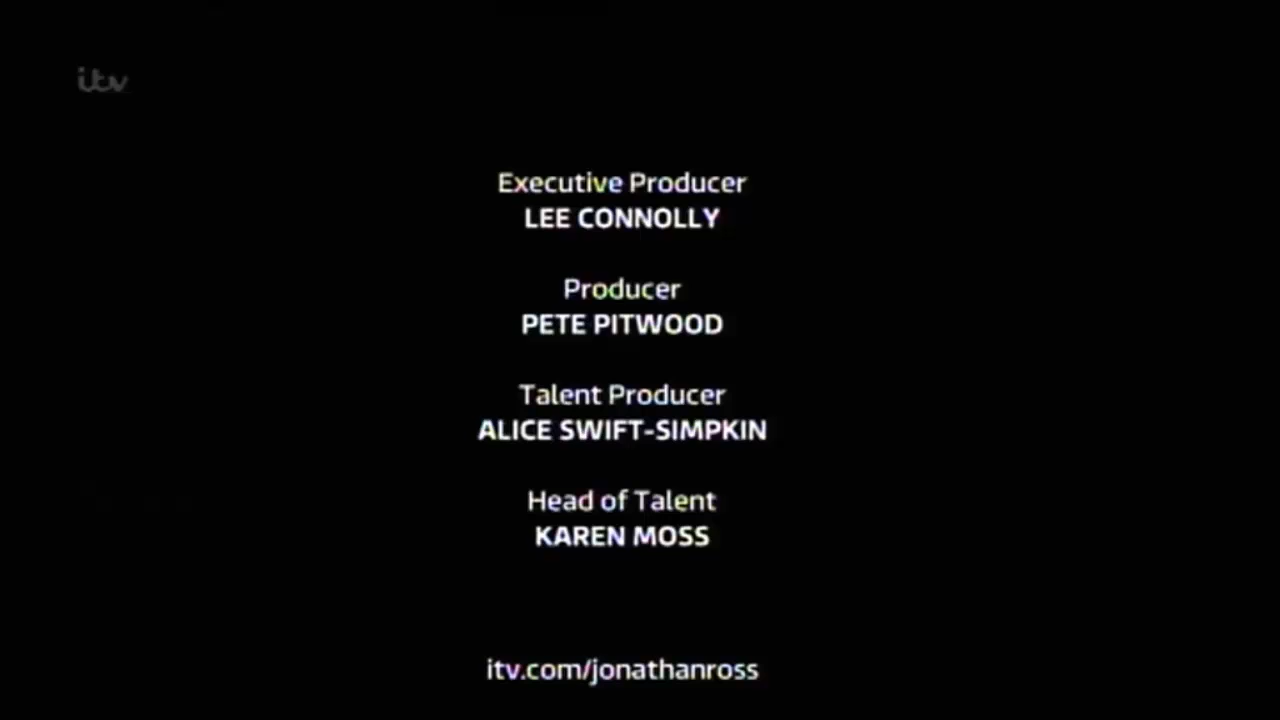 itv
Executive Producer
LEE CONNOLLY
Producer
PETE PITWOOD
Talent Producer
ALICE SWIFT-SIMPKIN
Head of Talent
KAREN MOSS
itv.com/jonathanross